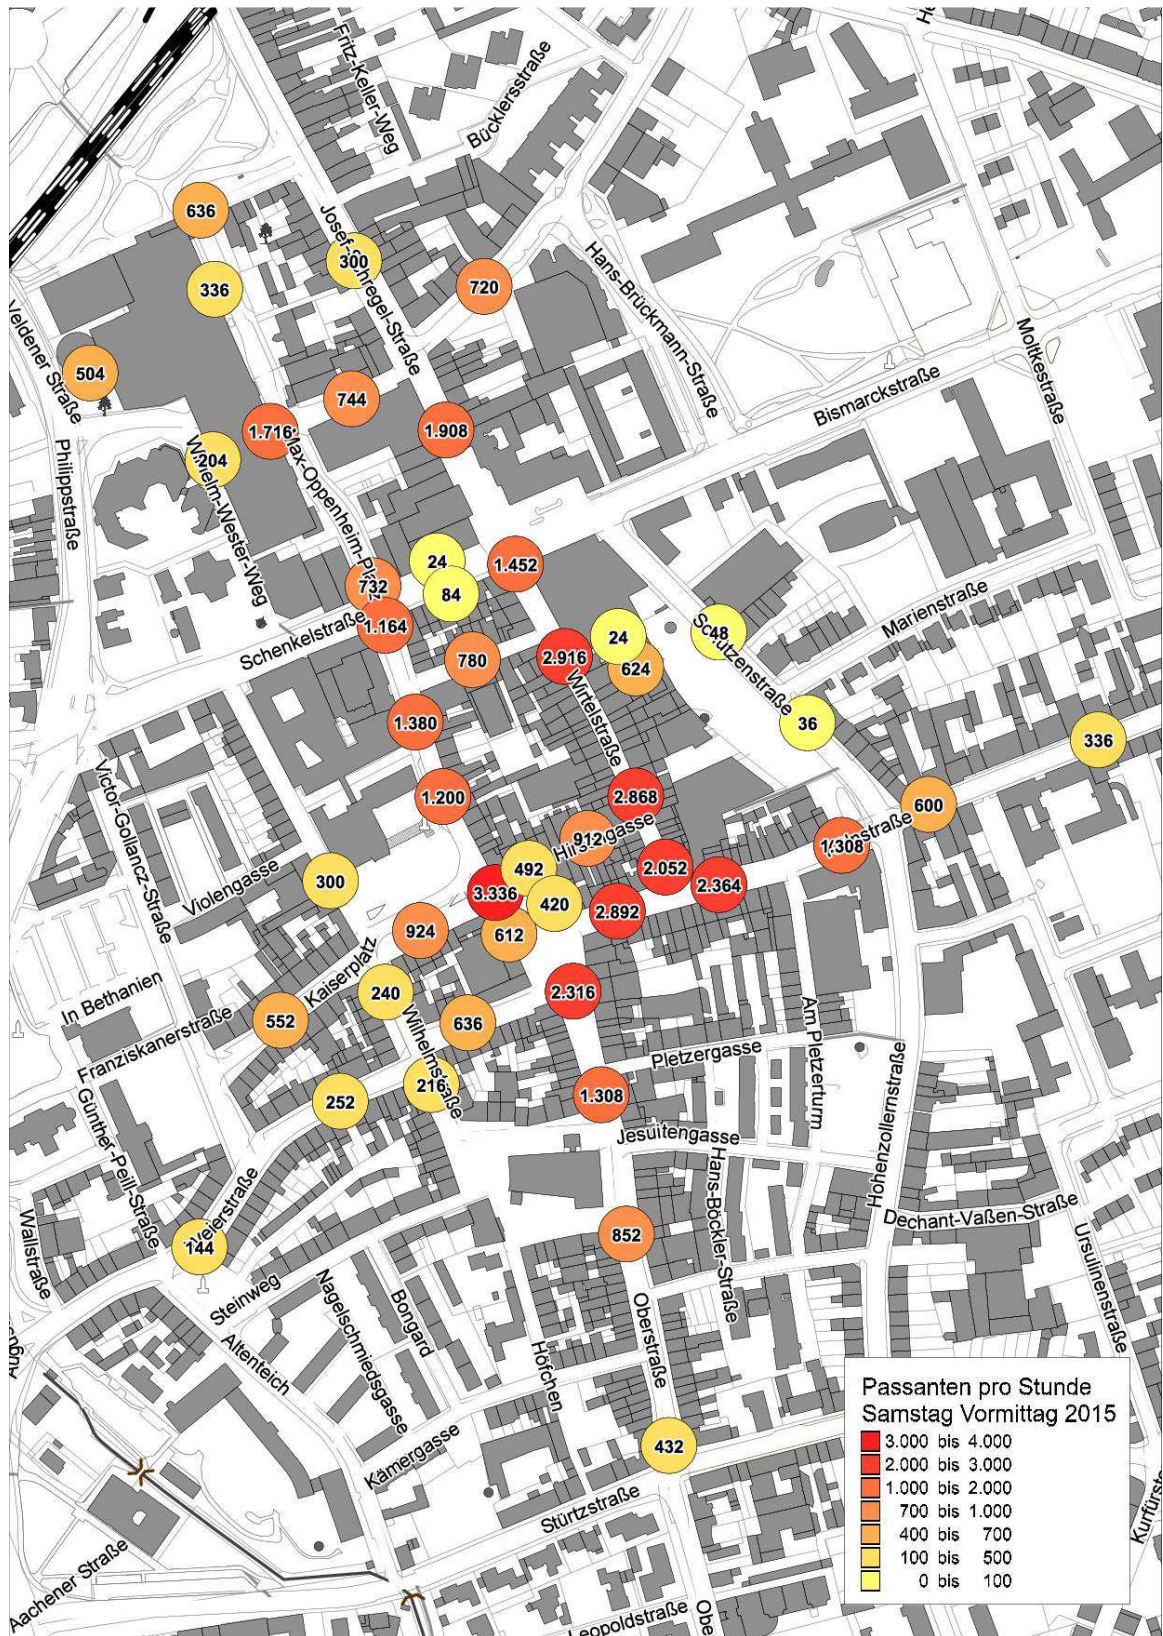 He
Fritz-Keller-Weg
Bücklersstraße
636
Josef-Schregel-Straße
300
336
720
Hans-Brückmann-Straße
Veldener Straße
504
Moltkestraße
744
Bismarckstraße
1.716
1.908
204
Philippstraße
Wilhelm-Wester-Weg
Max-Oppenheim-Platz
24
1.452
732
84
Schenkelstraße
1.164
Marienstraße
24
48
Schützenstraße
780
2.916
624
Wirtelstraße
1.380
36
336
Victor-Gollancz-Straße
1.200
2.868
600
912
Hirschgasse
1.308
Kölnstraße
492
2.052
Violengasse
300
3.336
420
2.364
2.892
924
612
Kaiserplatz
In Bethanien
240
2.316
552
Wilhelmstraße
636
Am Pletzerturm
Franziskanerstraße
Pletzergasse
216
252
1.308
Günther-Peill-Straße
Jesuitengasse
Hohenzollernstraße
Hans-Böckler-Straße
Dechant-Vaßen-Straße
Weierstraße
144
852
Wallstraße
Ursulinenstraße
Steinweg
Nagelschmiedsgasse
Bongard
Oberstraße
Altenteich
Höfchen
432
Kämergasse
Stürtzstraße
Aachener Straße
Leopoldstraße
Obe
Kurfürste
Passanten pro Stunde
Samstag Vormittag 2015
3.000 bis 4.000
2.000 bis 3.000
1.000 bis 2.000
700 bis 1.000
400 bis 700
100 bis 500
0 bis 100